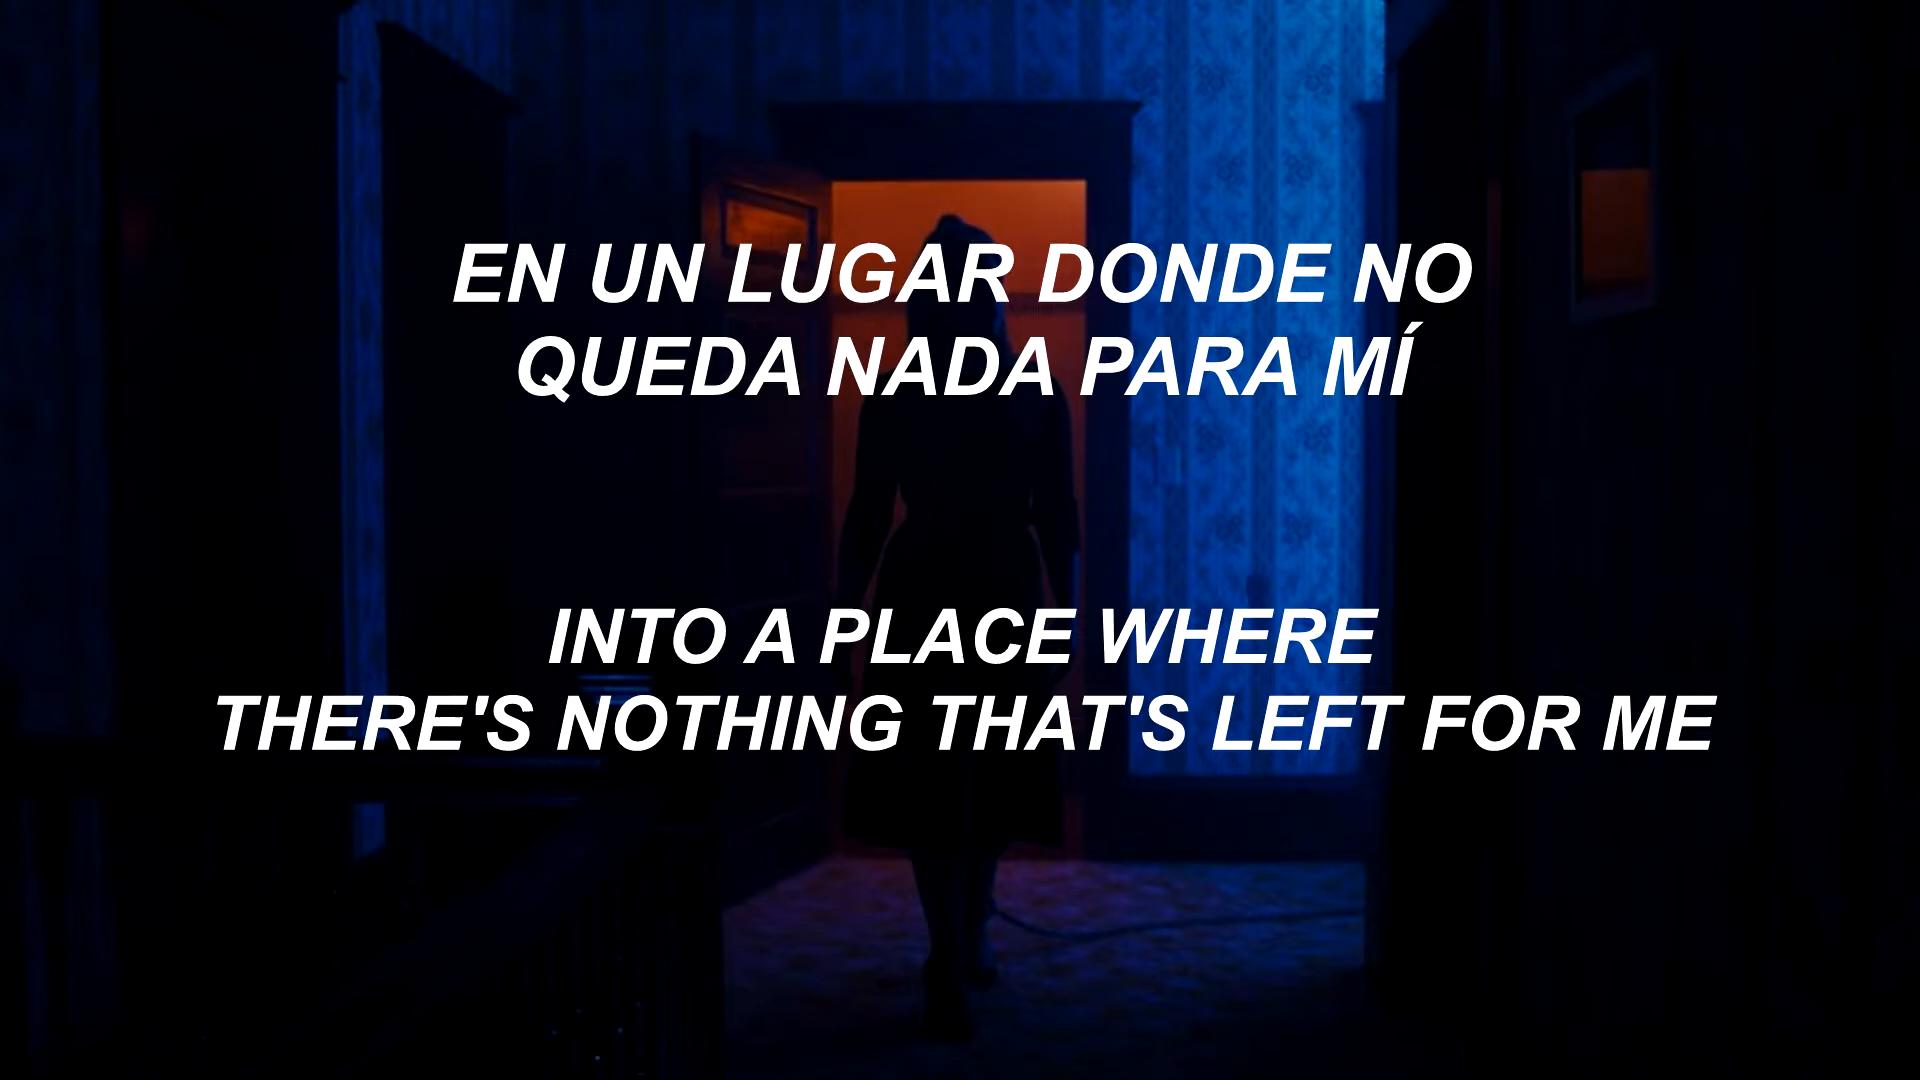 EN UN LUGAR DONDE NO
QUEDA NADA PARA MÍ
INTO A PLACE WHERE
THERE'S NOTHING THAT'S LEFT FOR ME